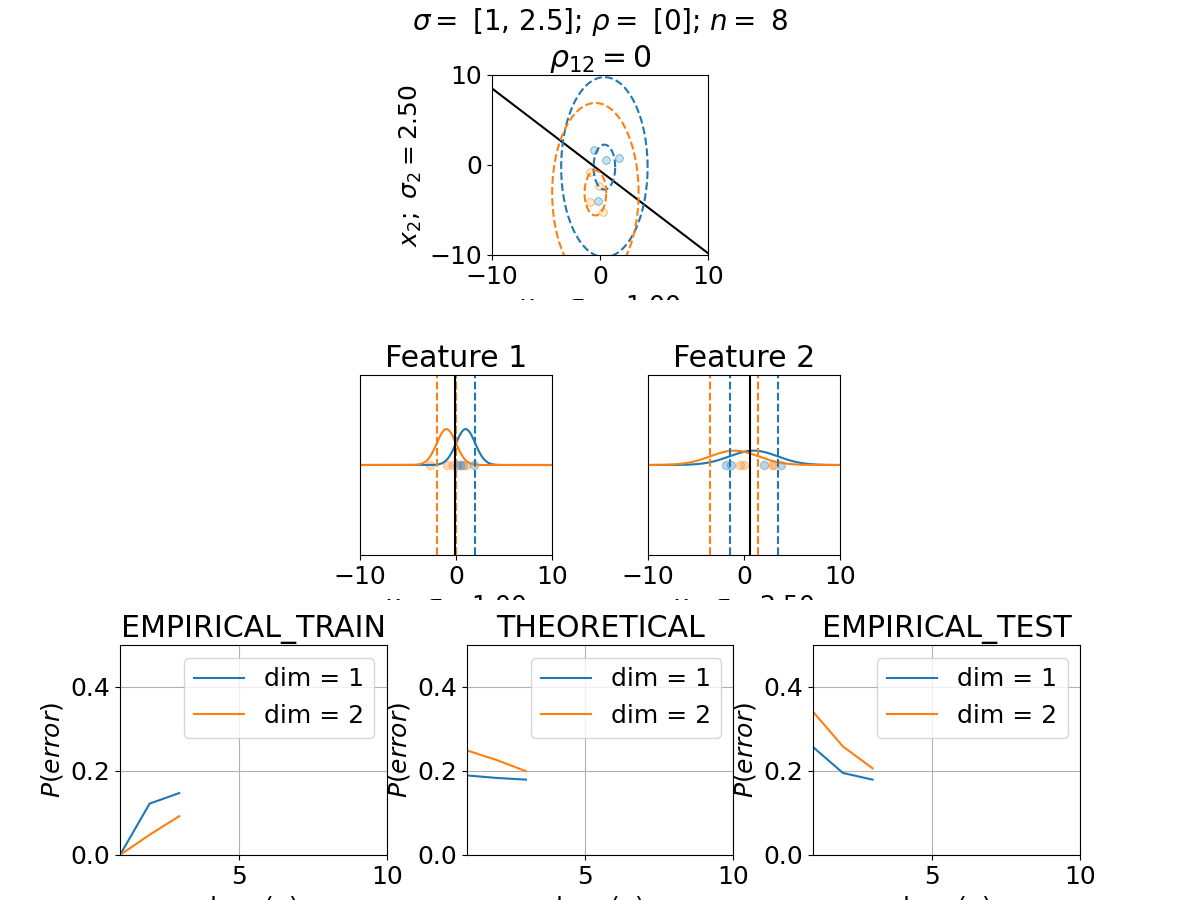 σ = [1, 2.5]; ρ = [0]; n = 8
ρ12 = 0
x2; σ2 = 2.50
10
0
−10
−10 0 10
Feature 1 Feature 2
−10 0 10 −10 0 10
EMPIRICAL_TRAIN THEORETICAL EMPIRICAL_TEST
P(error)
0.4
0.2
0.0
dim = 1
dim = 2
5 10
P(error)
0.4
0.2
0.0
dim = 1
dim = 2
5 10
P(error)
0.4
0.2
0.0
dim = 1
dim = 2
5 10